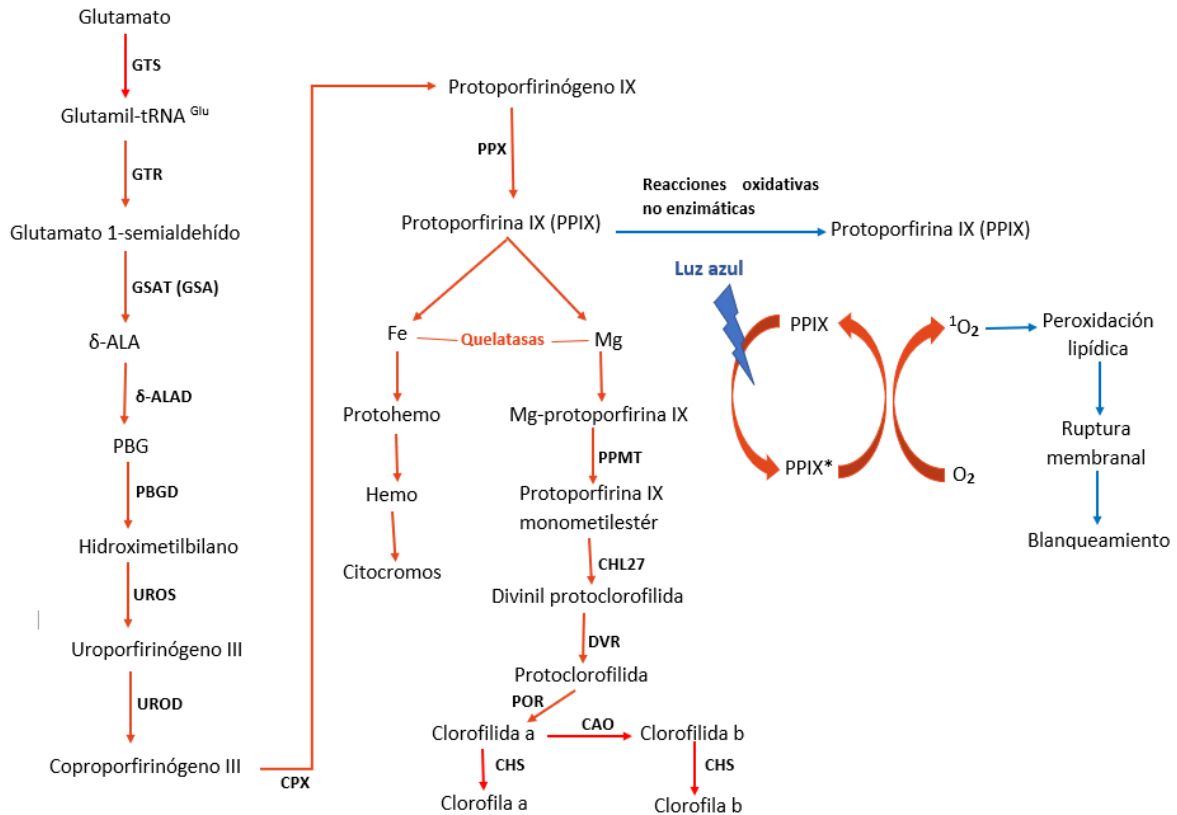 Glutamato
GTS
Glutamil-tRNA Glu
GTR
Glutamato 1-semialdehído
GSAT (GSA)
δ-ALA
δ-ALAD
PBG
PBGD
Hidroximetilbilano
UROS
Uroporfirinógeno III
UROD
Coproporfirinógeno III
CPX
Protoporfirinógeno IX
PPX
Protoporfirina IX (PPIX)
Reacciones oxidativas
no enzimáticas
Protoporfirina IX (PPIX)
Fe
Quelatasas
Mg
Protohemo
Hemo
Citocromos
Mg-protoporfirina IX
PPMT
Protoporfirina IX
monometilestér
CHL27
Divinil protoclorofilida
DVR
Protoclorofilida
POR
Clorofilida a
CAO
Clorofilida b
CHS
CHS
Clorofila a
Clorofila b
Luz azul
PPIX
PPIX*
¹O₂
O₂
Peroxidación
lipídica
Ruptura
membranal
Blanqueamiento